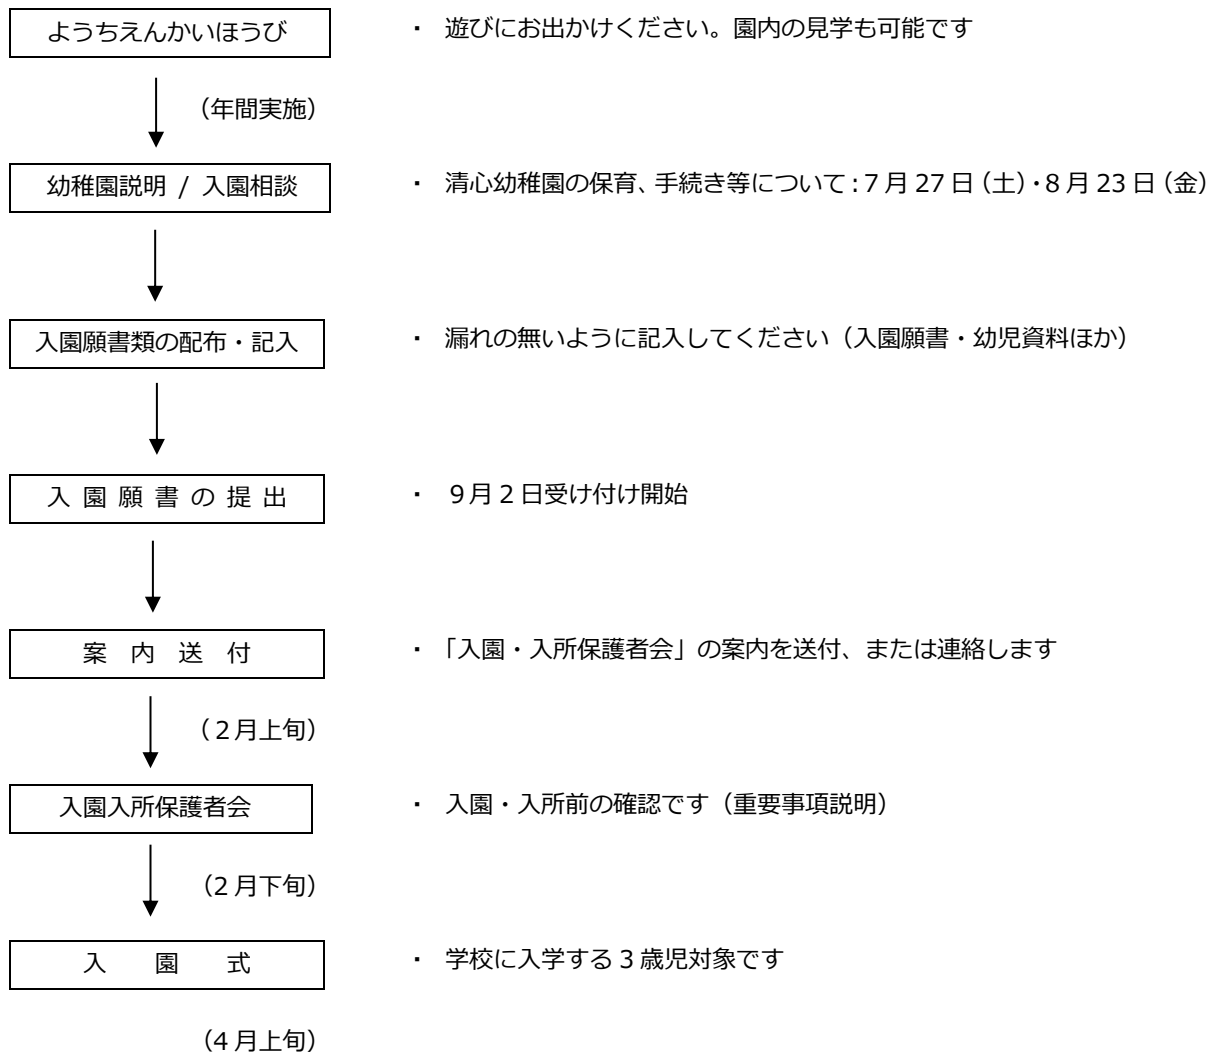 ようちえんかいほうび ・ 遊びにお出かけください。園内の見学も可能です
（年間実施）
幼稚園説明 / 入園相談 ・ 清心幼稚園の保育、手続き等について：7月27日（土）・8月23日（金）
入園願書類の配布・記入 ・ 漏れの無いように記入してください（入園願書・幼児資料ほか）
入園願書の提出 ・ 9月2日受け付け開始
案内送付 ・「入園・入所保護者会」の案内を送付、または連絡します
（2月上旬）
入園入所保護者会 ・ 入園・入所前の確認です（重要事項説明）
（2月下旬）
入園式 ・ 学校に入学する3歳児対象です
（4月上旬）